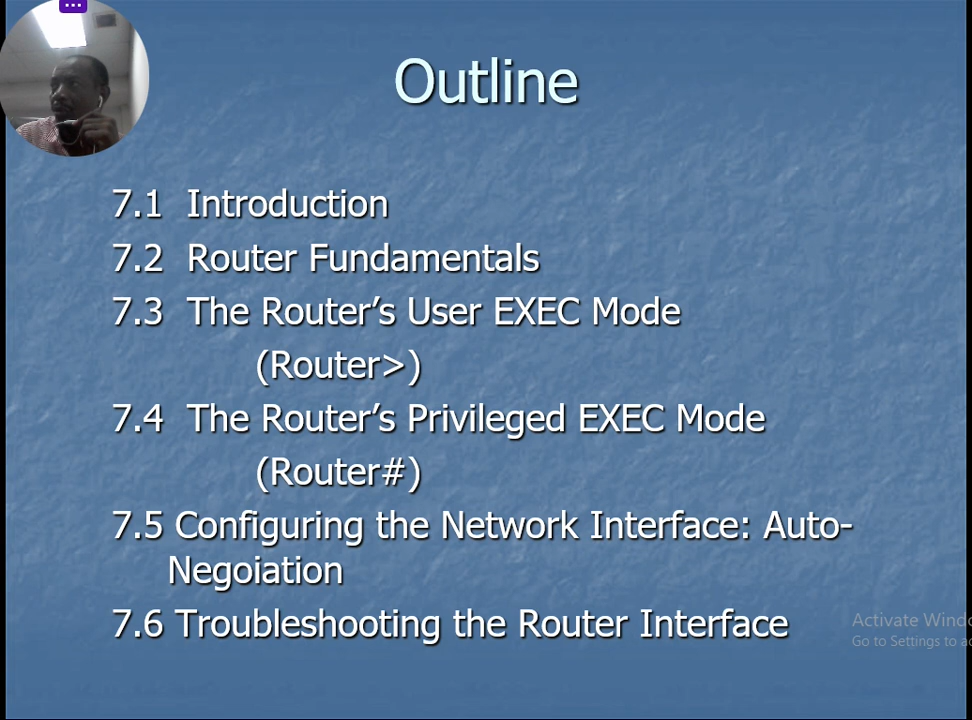 Outline
7.1 Introduction
7.2 Router Fundamentals
7.3 The Router’s User EXEC Mode
(Router>)
7.4 The Router’s Privileged EXEC Mode
(Router#)
7.5 Configuring the Network Interface: Auto-
Negoiation
7.6 Troubleshooting the Router Interface
Activate
Go to Settings to